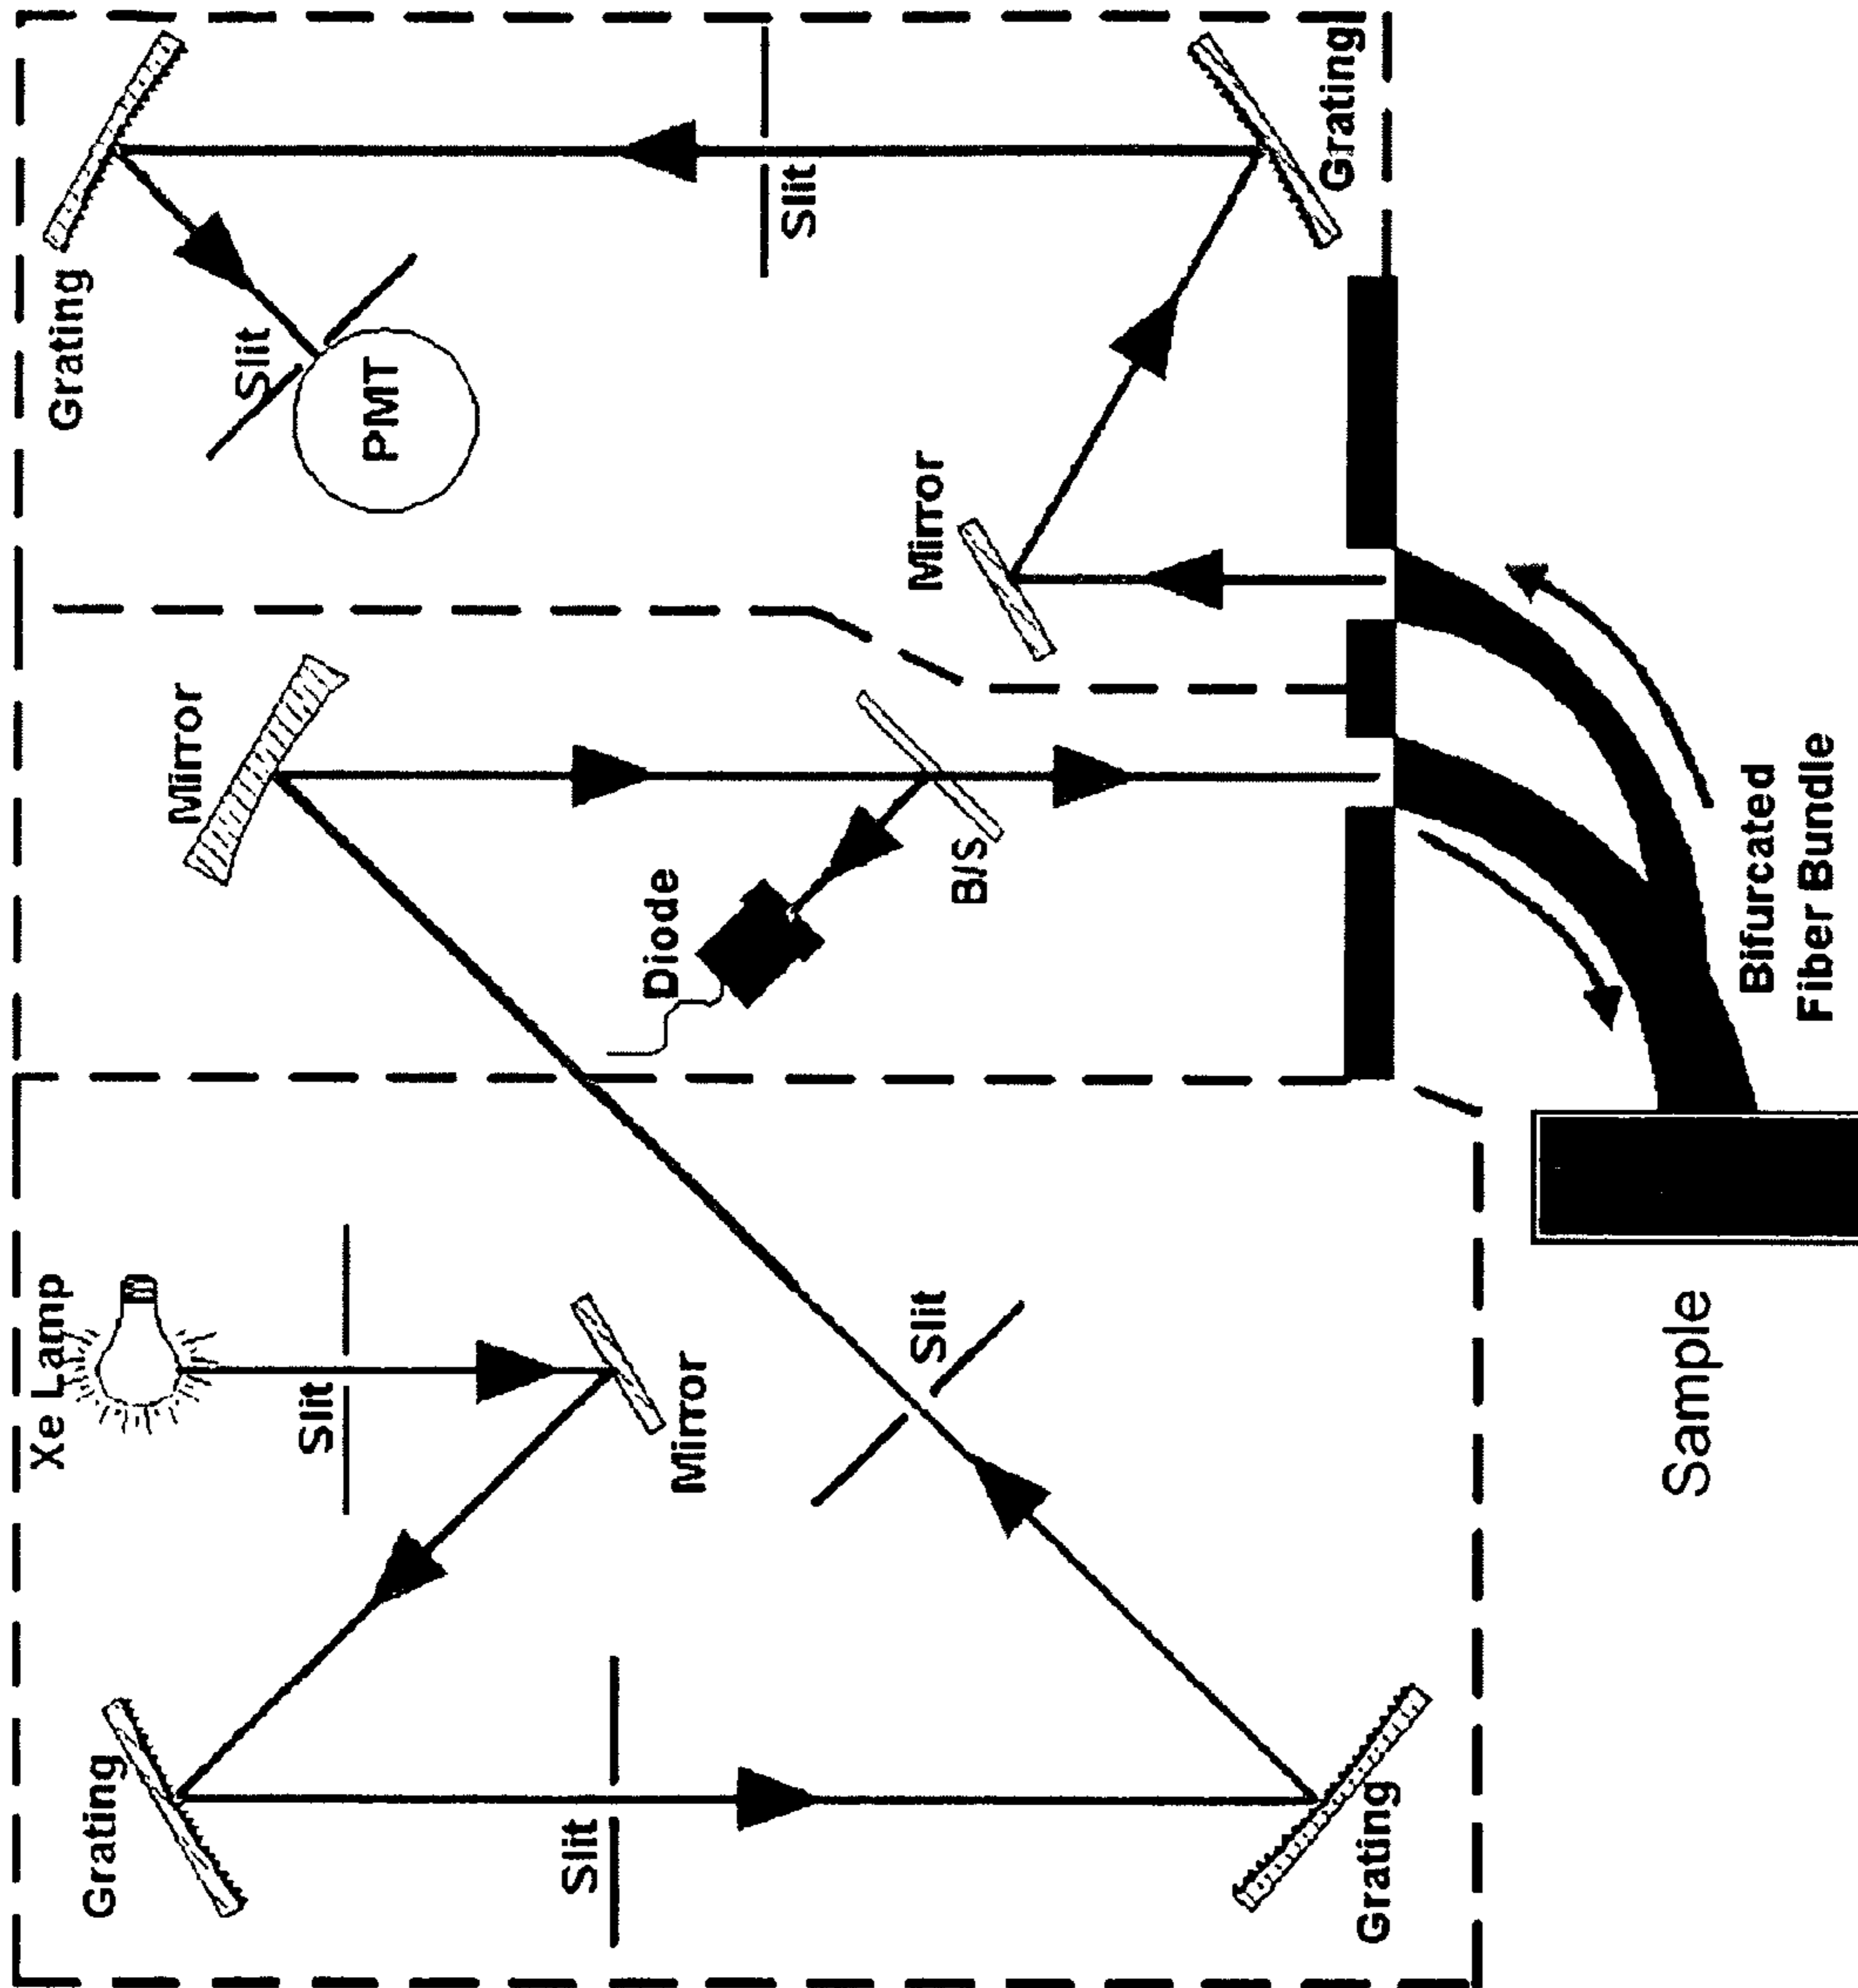 Xe Lamp
Slit
Mirror
Grating
Slit
Grating
Slit
Mirror
Diode
B/S
Mirror
Grating
Slit
Grating
Slit
PMT
Bifurcated
Fiber Bundle
Sample